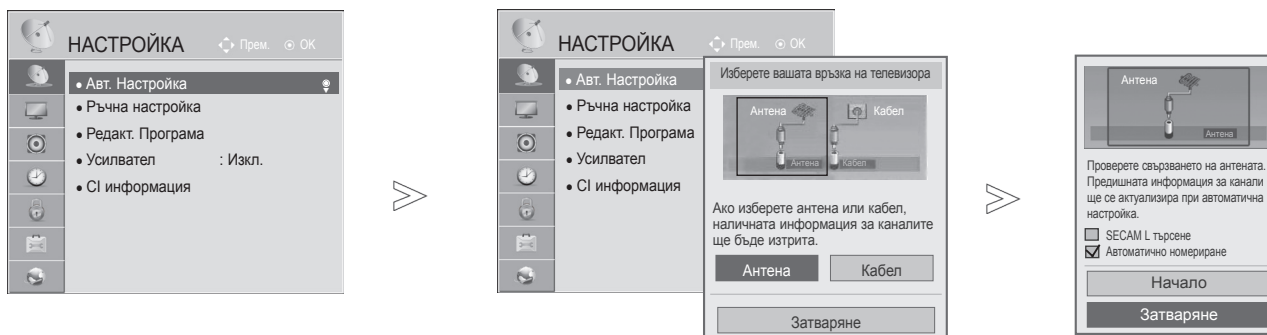 НАСТРОЙКА
Прем. OK
• Авт. Настройка
• Ръчна настройка
• Редакт. Програма
• Усилвател : Изкл.
• CI информация
НАСТРОЙКА
Прем. OK
• Авт. Настройка
• Ръчна настройка
• Редакт. Програма
• Усилвател
• CI информация
Изберете вашата връзка на телевизора
Антена Кабел
Антена Кабел
Ако изберете антена или кабел,
наличната информация за каналите
ще бъде изтрита.
Антена Кабел
Затваряне
Антена
Антена
Проверете свързването на антената.
Предишната информация за канали
ще се актуализира при автоматична
настройка.
SECAM L търсене
Автоматично номериране
Начало
Затваряне